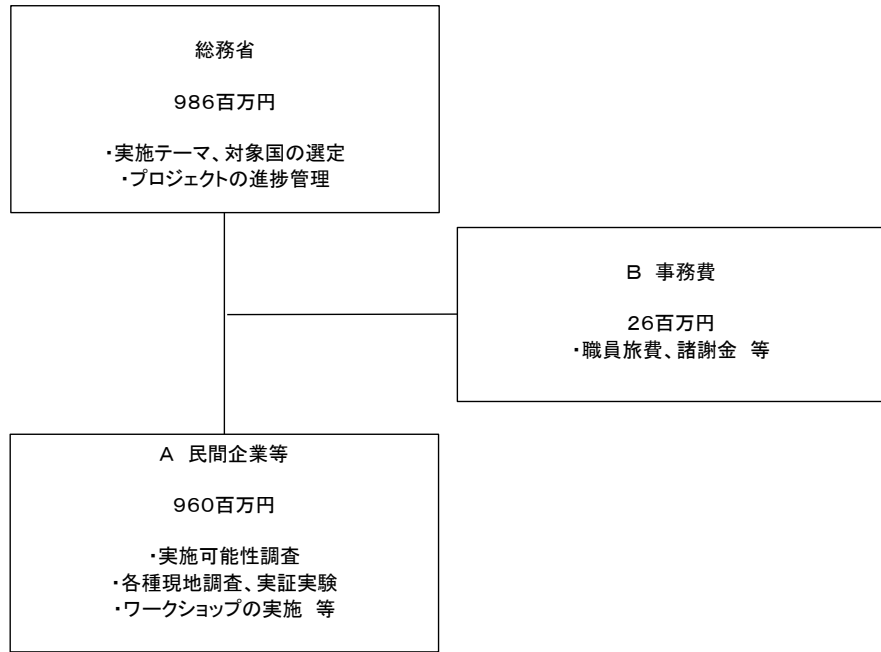 総務省
986百万円
・実施テーマ、対象国の選定
・プロジェクトの進捗管理
B 事務費
26百万円
・職員旅費、諸謝金 等
A 民間企業等
960百万円
・実施可能性調査
・各種現地調査、実証実験
・ワークショップの実施 等